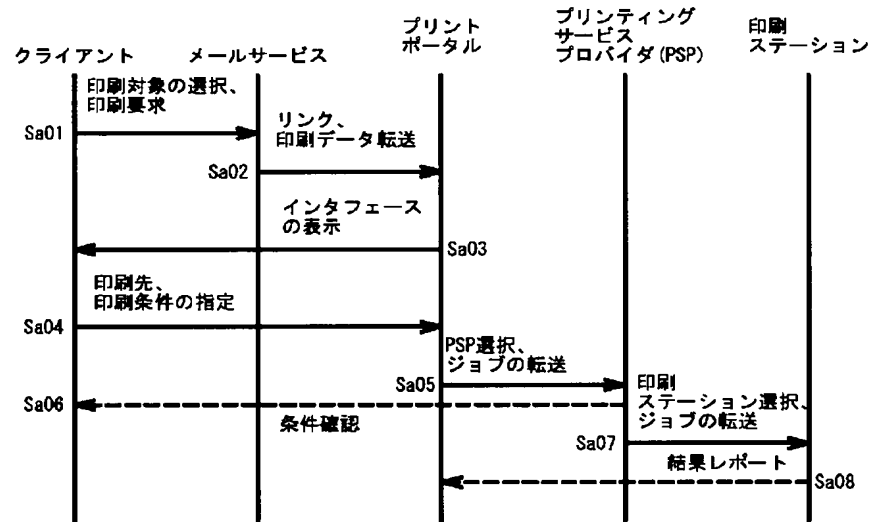 クライアント
メールサービス
プリント
ポータル
プリンティング
サービス
プロバイダ(PSP)
印刷
ステーション
印刷対象の選択、
印刷要求
Sa01
リンク、
印刷データ転送
Sa02
インタフェース
の表示
Sa03
印刷先、
印刷条件の指定
Sa04
PSP選択、
ジョブの転送
Sa05
Sa06
条件確認
印刷
ステーション選択、
ジョブの転送
Sa07
結果レポート
Sa08